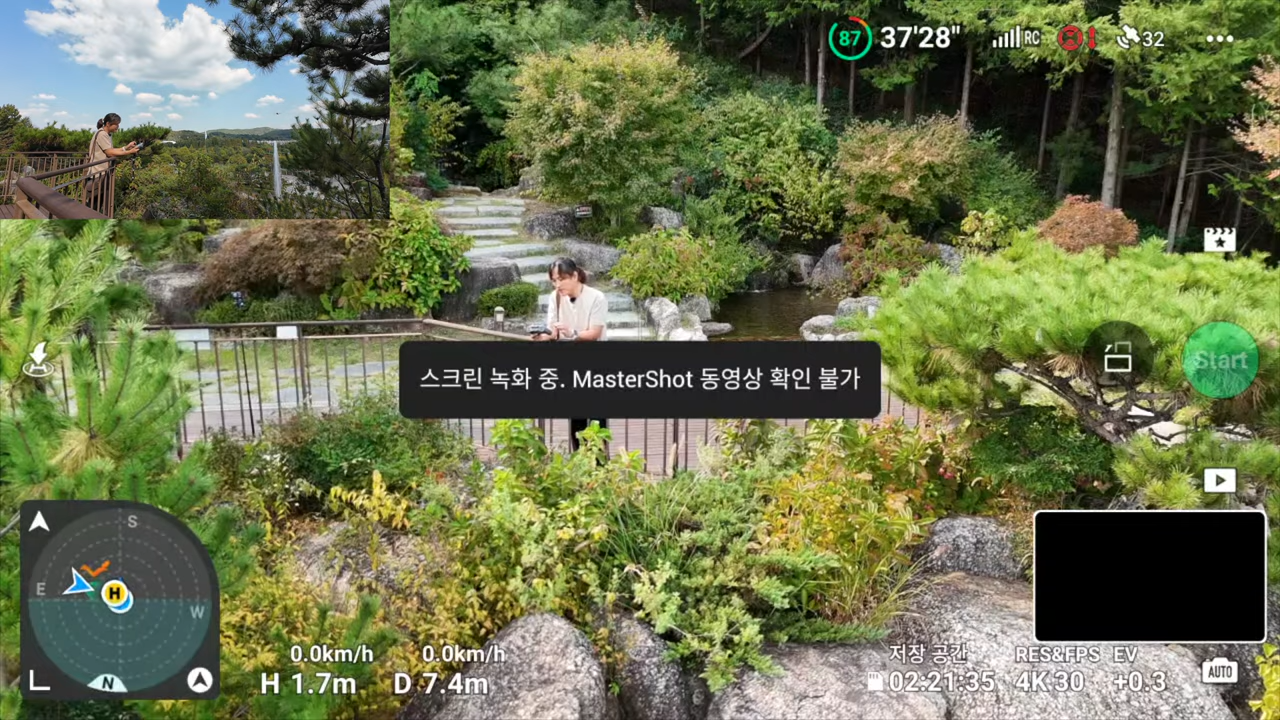 87 37'28" RC 32
Start
스크린 녹화 중. MasterShot 동영상 확인 불가
S
E
H
W
N
L
0.0km/h 0.0km/h
H 1.7m D 7.4m
저장 공간 RES&FPS EV
02:21:35 4K 30 +0.3
AUTO